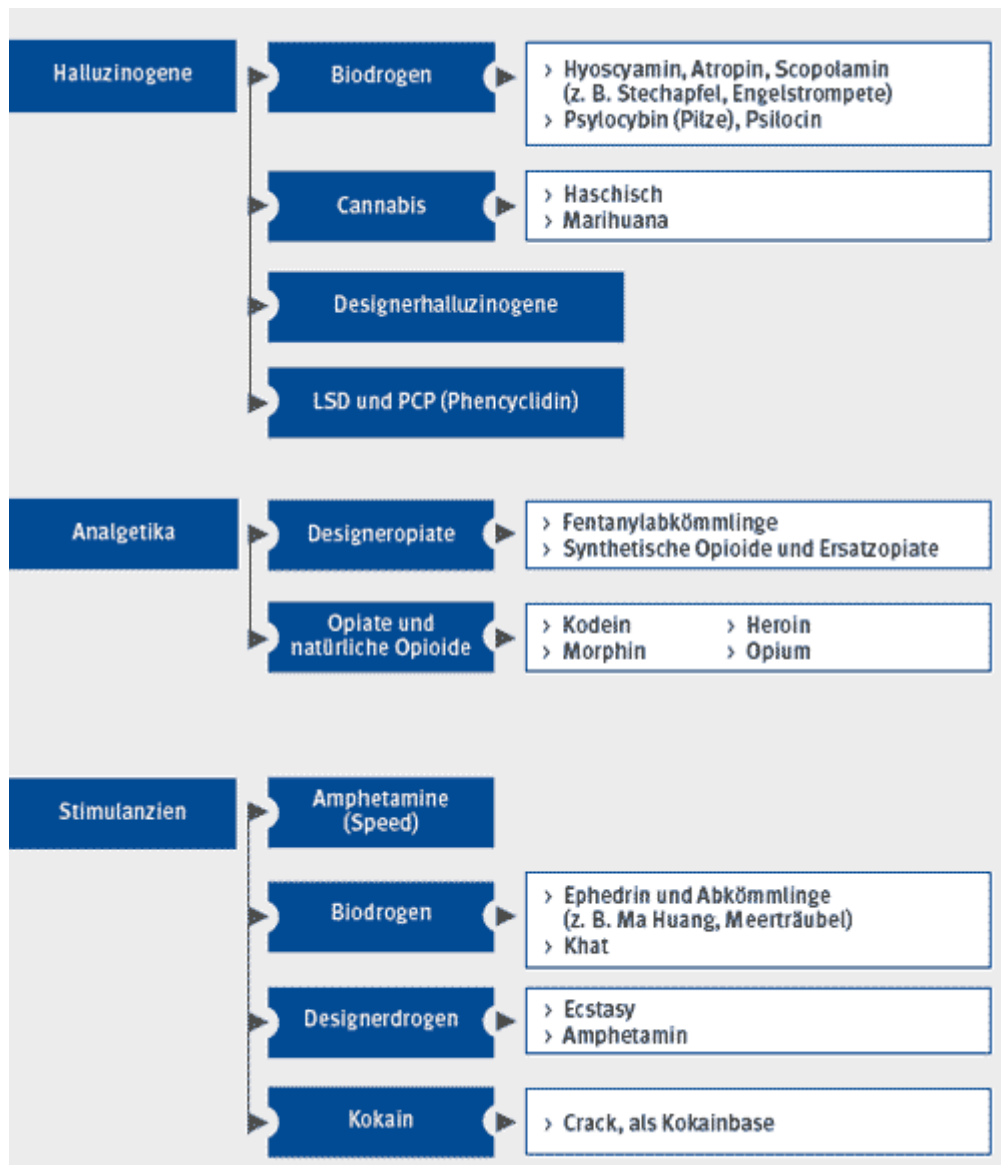 Halluzinogene
Biodrogen
> Hyoscyamin, Atropin, Scopolamin
(z. B. Stechapfel, Engelstrompete)
> Psylocybin (Pilze), Psilocin
Cannabis
> Haschisch
> Marihuana
Designerhalluzinogene
LSD und PCP (Phencyclidin)
Analgetika
Designeropiate
> Fentanylabkömmlinge
> Synthetische Opioide und Ersatzopiate
Opiate und
natürliche Opioide
> Kodein
> Morphin
> Heroin
> Opium
Stimulanzien
Amphetamine
(Speed)
Biodrogen
> Ephedrin und Abkömmlinge
(z. B. Ma Huang, Meerträubel)
> Khat
Designerdrogen
> Ecstasy
> Amphetamin
Kokain
> Crack, als Kokainbase